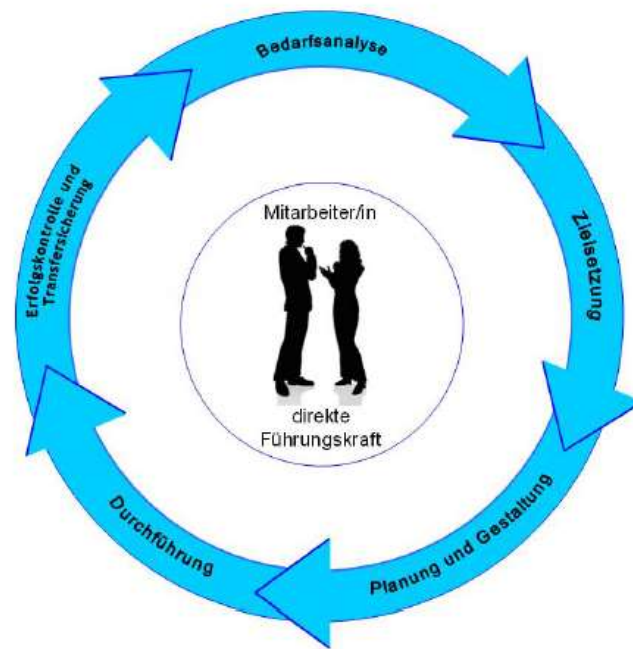 Bedarfsanalyse
Zielsetzung
Planung und Gestaltung
Durchführung
Erfolgskontrolle und
Transfersicherung
Mitarbeiter/in
direkte
Führungskraft